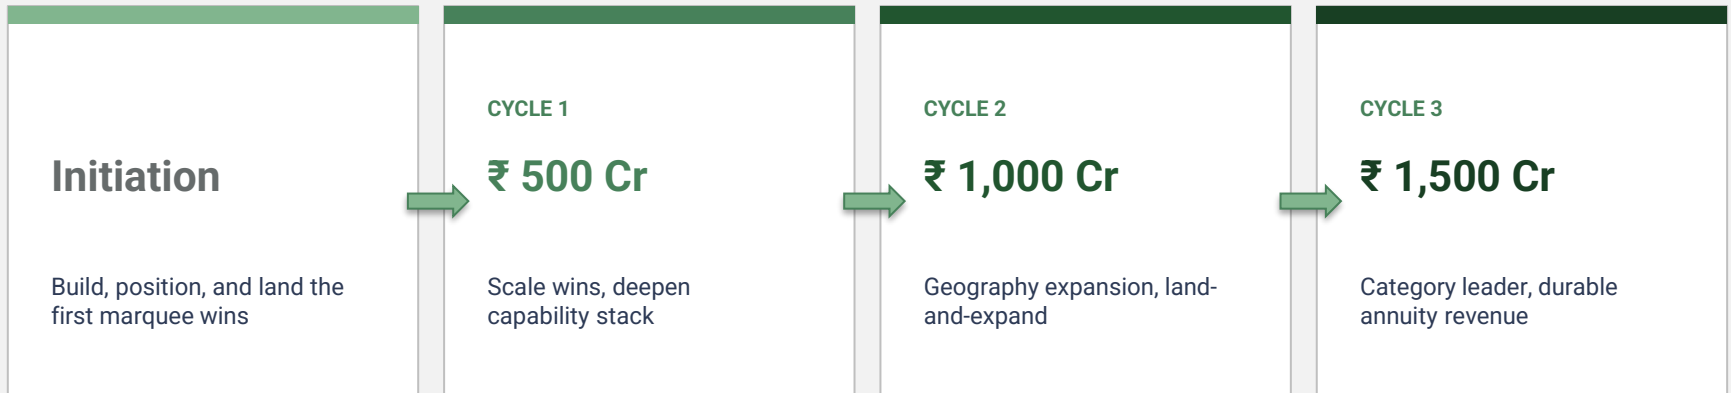 Initiation
Build, position, and land the
first marquee wins
CYCLE 1
₹ 500 Cr
Scale wins, deepen
capability stack
CYCLE 2
₹ 1,000 Cr
Geography expansion, land-
and-expand
CYCLE 3
₹ 1,500 Cr
Category leader, durable
annuity revenue